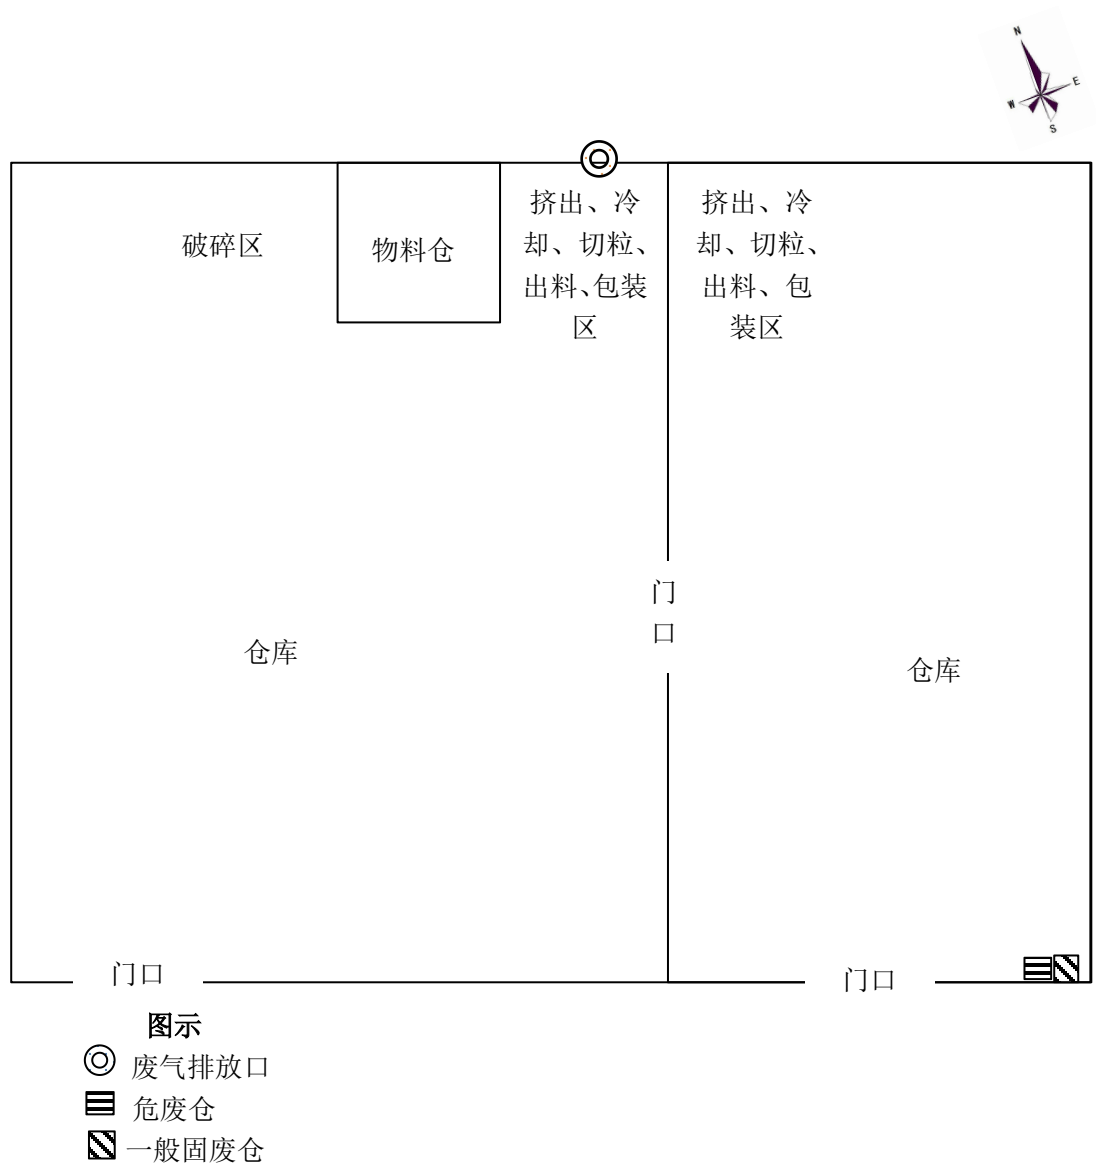 N
E
W
S
破碎区
物料仓
挤出、冷
却、切粒、
出料、包装
区
挤出、冷
却、切粒、
出料、包
装区
门
口
仓库
仓库
门口
门口
图示
废气排放口
危废仓
一般固废仓